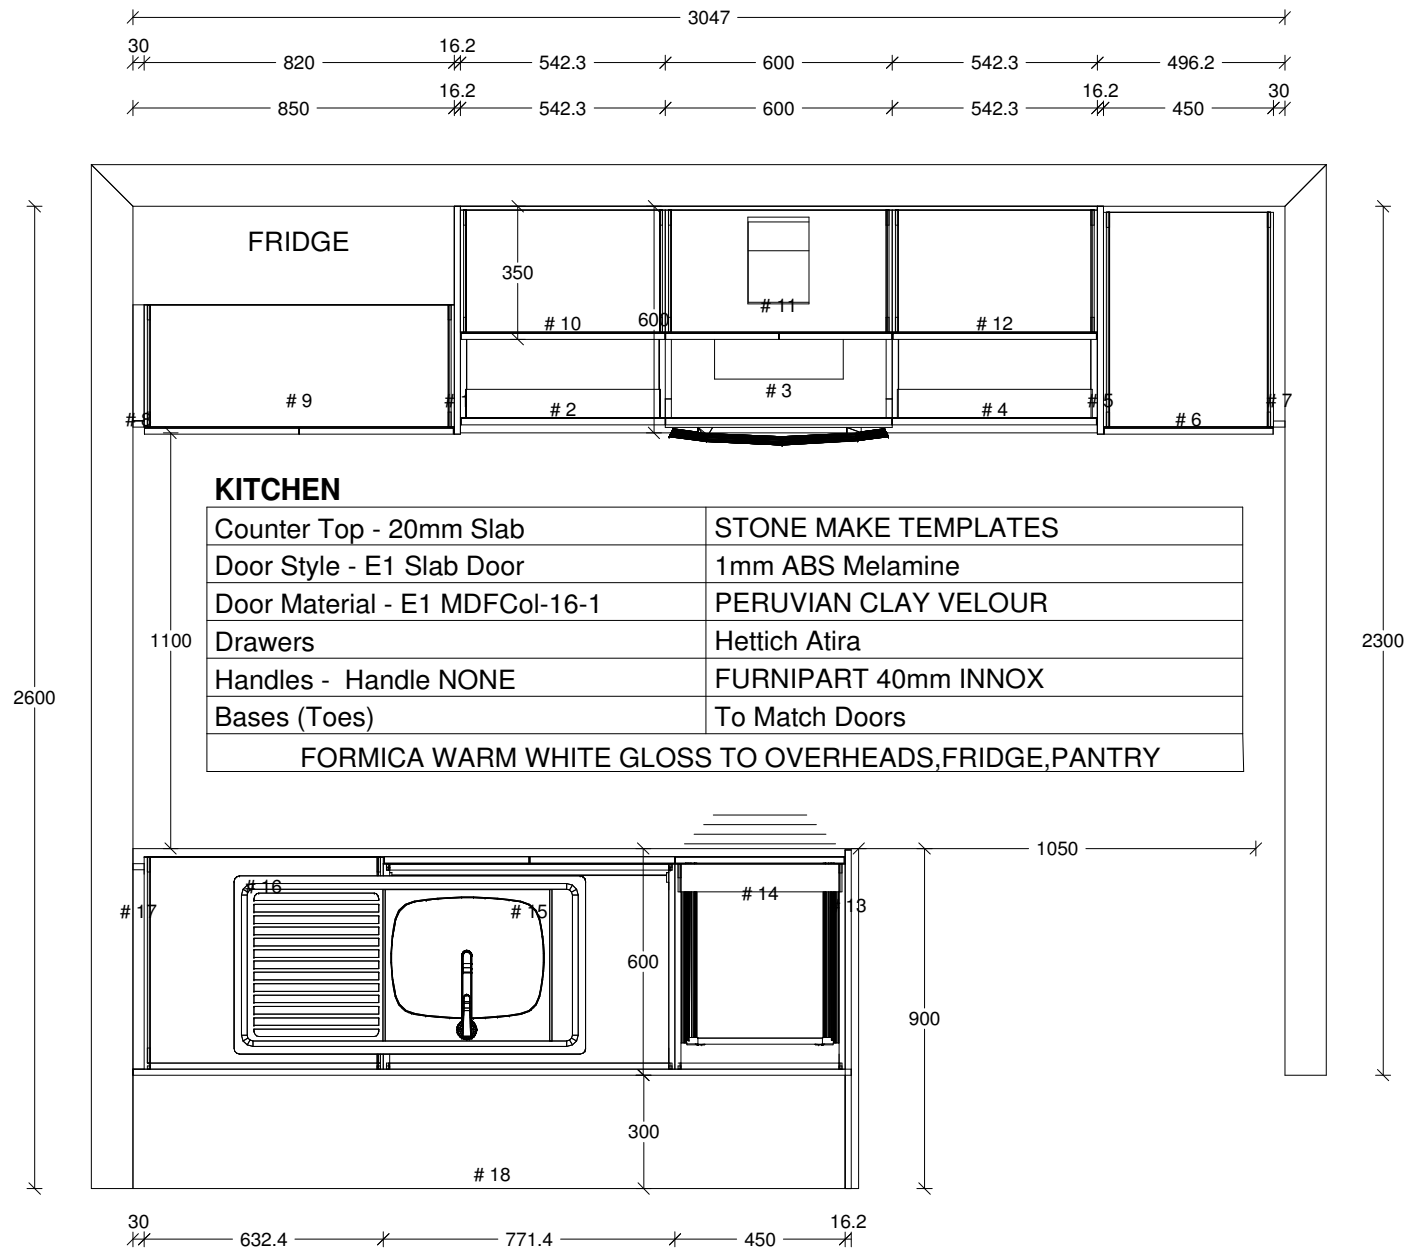 3047
30 16.2
820 542.3 600 542.3 496.2
16.2 16.2 30
850 542.3 600 542.3 450
FRIDGE
350
600
# 11
# 10 # 12
# 3
# 9 # 5 # 7
# 2 # 4
# 8 # 6
KITCHEN
Counter Top - 20mm Slab STONE MAKE TEMPLATES
Door Style - E1 Slab Door 1mm ABS Melamine
Door Material - E1 MDFCol-16-1 PERUVIAN CLAY VELOUR
1100
Drawers Hettich Atira
2300
Handles - Handle NONE FURNIPART 40mm INNOX
2600
Bases (Toes) To Match Doors
FORMICA WARM WHITE GLOSS TO OVERHEADS,FRIDGE,PANTRY
1050
# 16 # 14
# 17 # 15 13
600
900
300
# 18
30 16.2
632.4 771.4 450